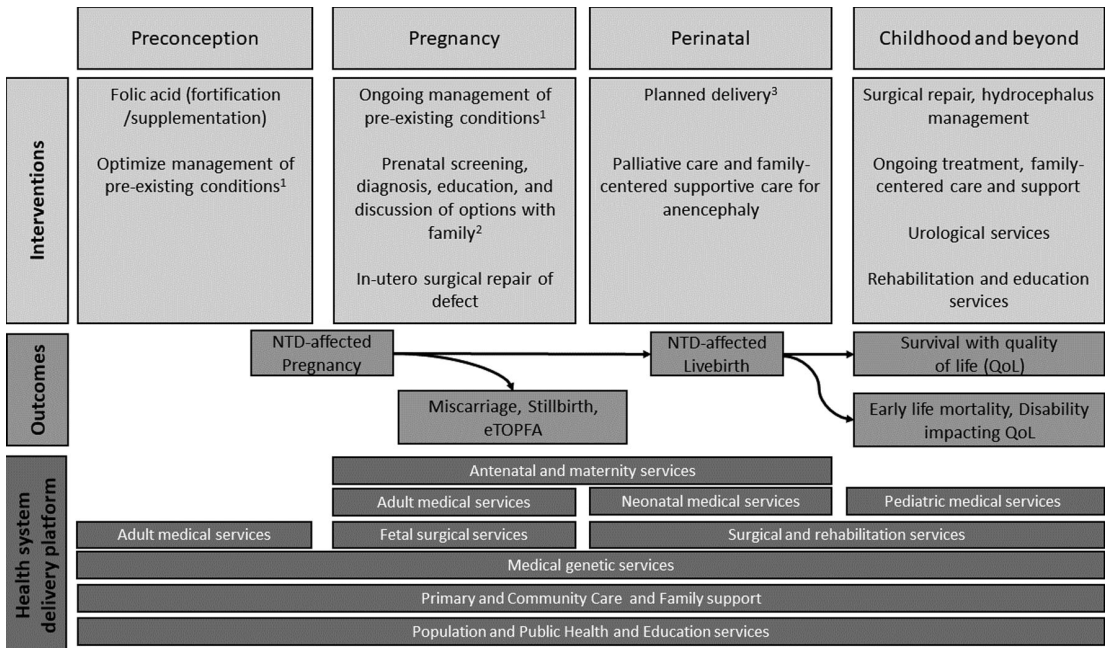 Preconception
Pregnancy
Perinatal
Childhood and beyond
Interventions
Folic acid (fortification
/supplementation)
Optimize management of
pre-existing conditions1
Ongoing management of
pre-existing conditions1
Prenatal screening,
diagnosis, education, and
discussion of options with
family2
In-utero surgical repair of
defect
Planned delivery3
Palliative care and family-
centered supportive care for
anencephaly
Surgical repair, hydrocephalus
management
Ongoing treatment, family-
centered care and support
Urological services
Rehabilitation and education
services
Outcomes
NTD-affected
Pregnancy
Miscarriage, Stillbirth,
eTOPFA
NTD-affected
Livebirth
Survival with quality
of life (QoL)
Early life mortality, Disability
impacting QoL
Health system
delivery platform
Antenatal and maternity services
Adult medical services
Neonatal medical services
Pediatric medical services
Adult medical services
Fetal surgical services
Surgical and rehabilitation services
Medical genetic services
Primary and Community Care and Family support
Population and Public Health and Education services